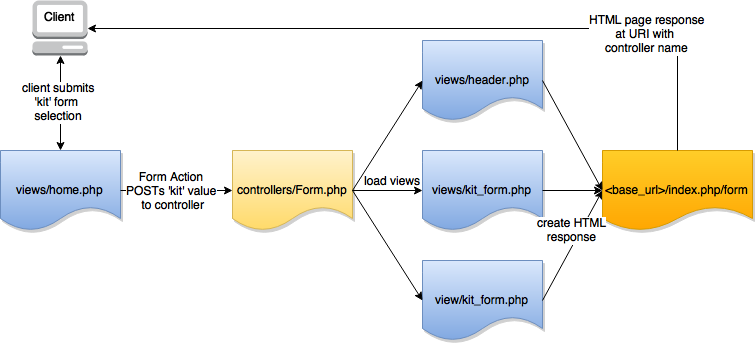 Client
HTML page response
at URI with
controller name
client submits
'kit' form
selection
views/header.php
views/home.php
Form Action
POSTs 'kit' value
to controller
controllers/Form.php
load views
views/kit_form.php
<base_url>/index.php/form
create HTML
response
view/kit_form.php